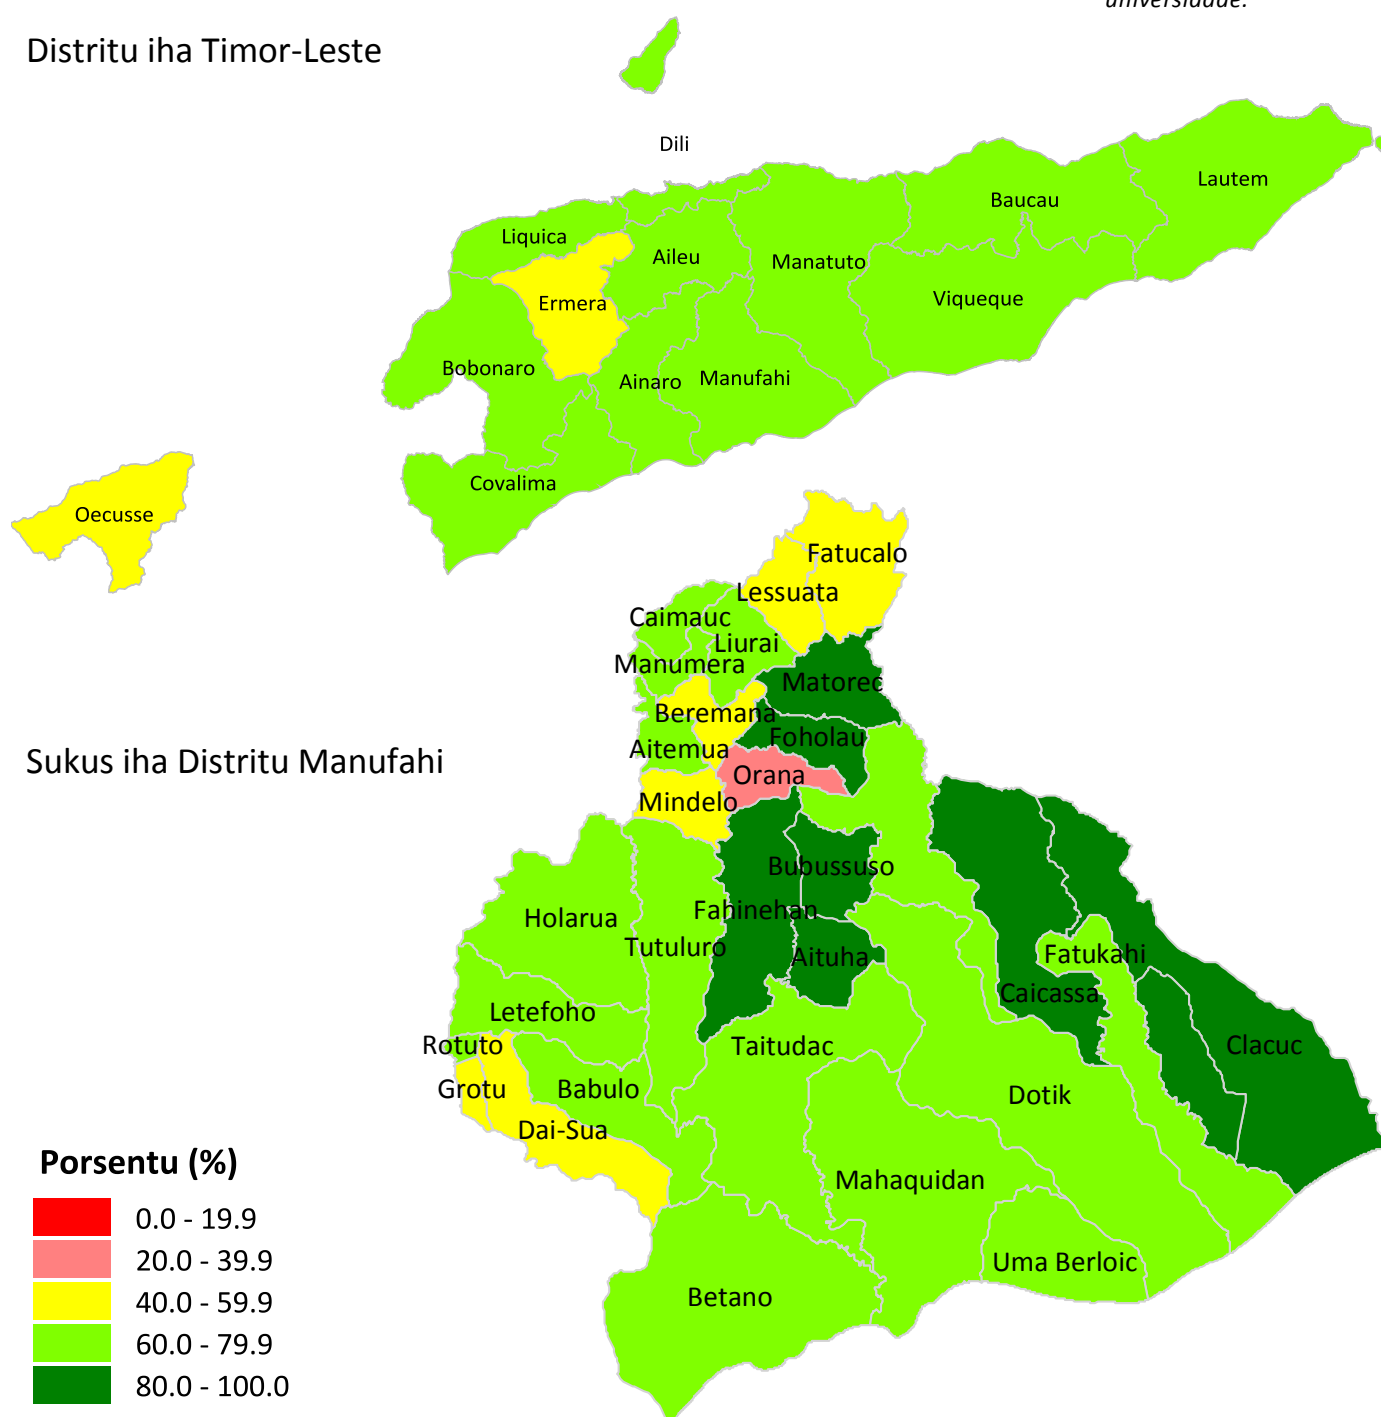 universidade.
Distritu iha Timor-Leste
Dili
Lautem
Baucau
Liquica
Aileu
Manatuto
Viqueque
Ermera
Bobonaro
Ainaro
Manufahi
Covalima
Oecusse
Fatucalo
Lessuata
Caimauc
Liurai
Manumera
Matorec
Beremana
Foholau
Aitemua
Sukus iha Distritu Manufahi
Orana
Mindelo
Bubussuso
Fahinehan
Holarua
Tutuluro
Aituha
Fatukahi
Caicassa
Letefoho
Rotuto
Taitudac
Clacuc
Grotu
Babulo
Dotik
Dai-Sua
Mahaquidan
Uma Berloic
Betano
Porsentu (%)
0.0 - 19.9
20.0 - 39.9
40.0 - 59.9
60.0 - 79.9
80.0 - 100.0